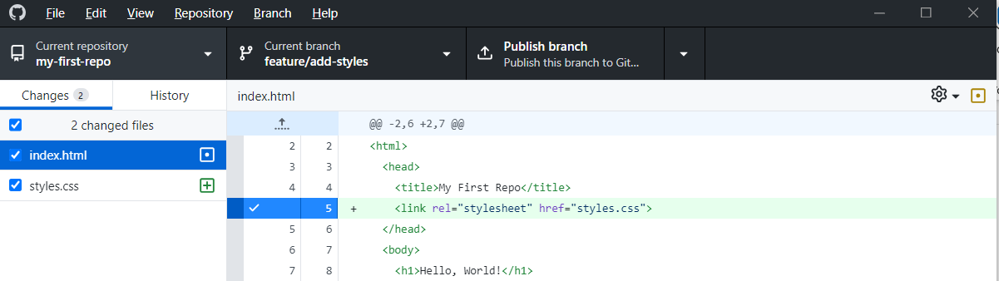 File Edit View Repository Branch Help
Current repository
my-first-repo
Current branch
feature/add-styles
Publish branch
Publish this branch to Git...
Changes 2 History
2 changed files
index.html
styles.css
index.html
@@ -2,6 +2,7 @@
2 2 <html>
3 3 <head>
4 4 <title>My First Repo</title>
5 + <link rel="stylesheet" href="styles.css">
5 6 </head>
6 7 <body>
7 8 <h1>Hello, World!</h1>